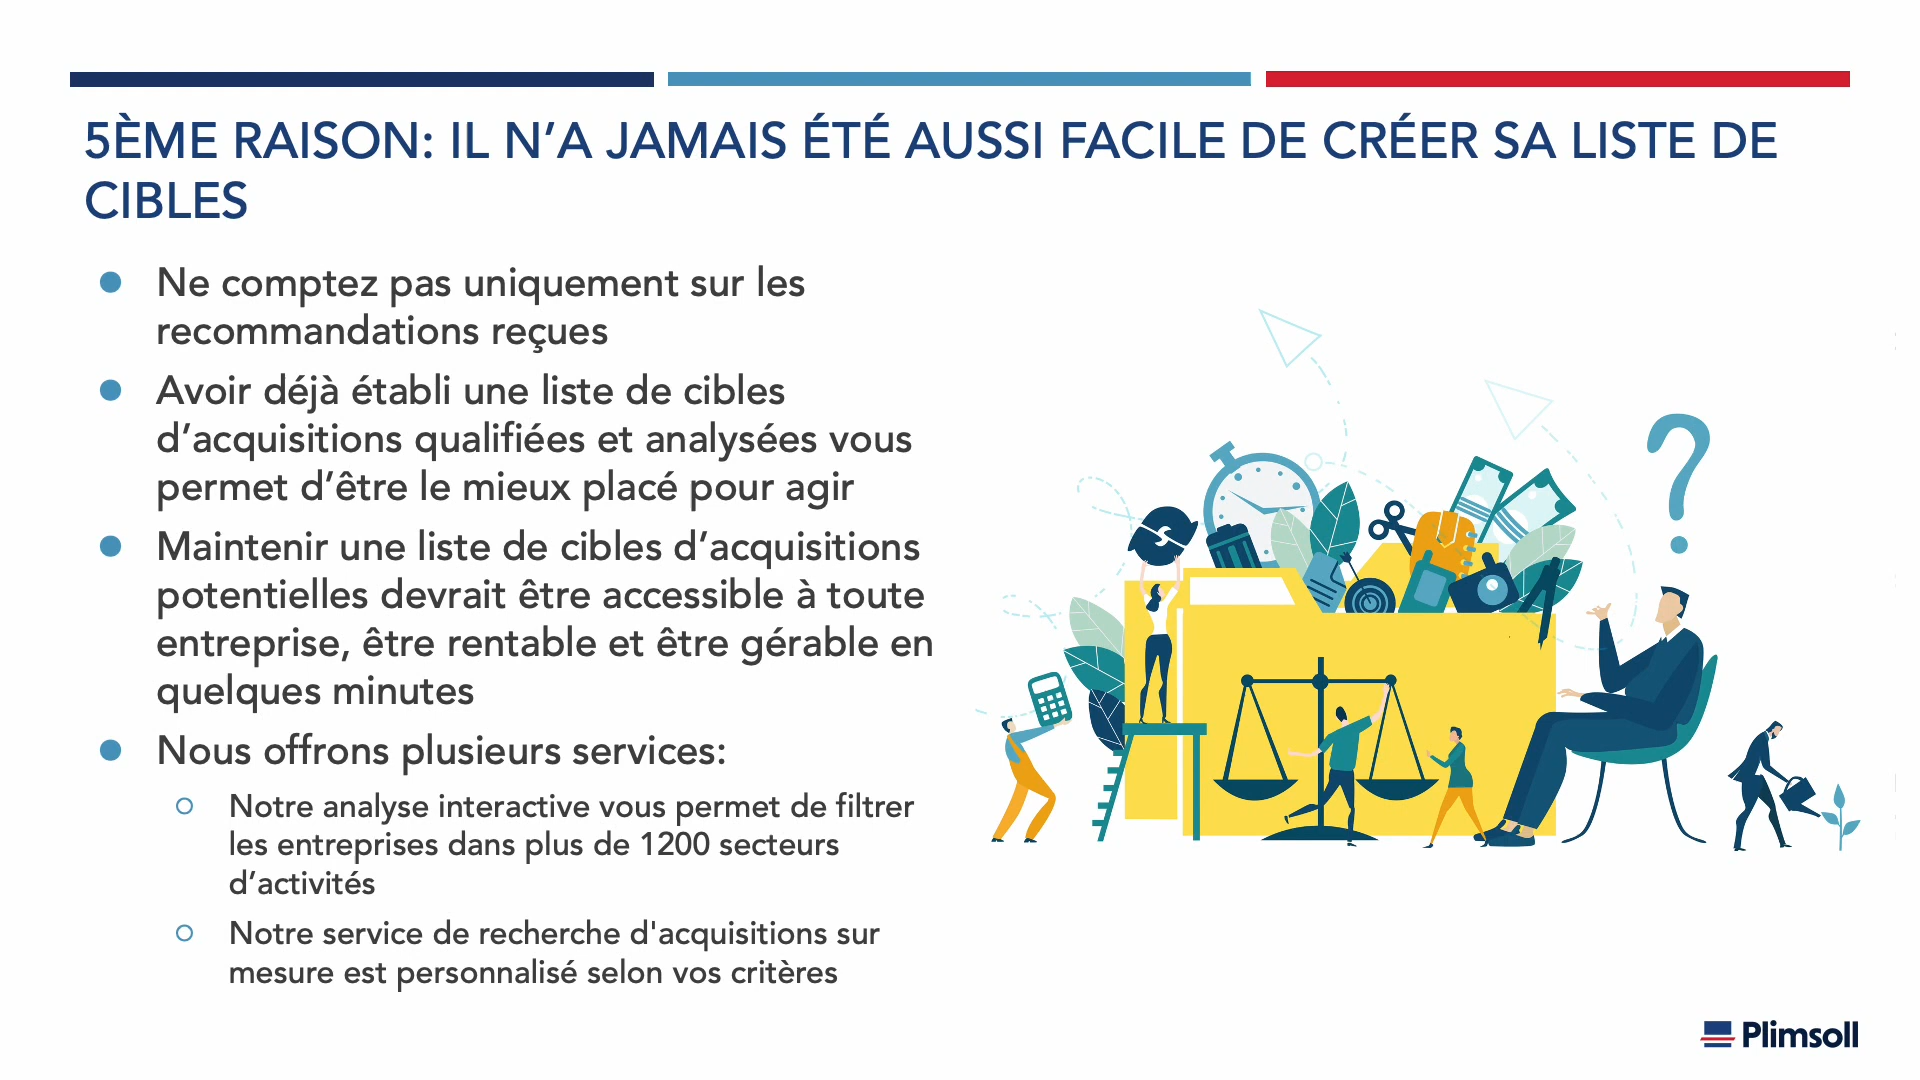 5ÈME RAISON: IL N’A JAMAIS ÉTÉ AUSSI FACILE DE CRÉER SA LISTE DE
CIBLES
Ne comptez pas uniquement sur les
recommandations reçues
Avoir déjà établi une liste de cibles
d’acquisitions qualifiées et analysées vous
permet d’être le mieux placé pour agir
Maintenir une liste de cibles d’acquisitions
potentielles devrait être accessible à toute
entreprise, être rentable et être gérable en
quelques minutes
Nous offrons plusieurs services:
Notre analyse interactive vous permet de filtrer
les entreprises dans plus de 1200 secteurs
d’activités
Notre service de recherche d'acquisitions sur
mesure est personnalisé selon vos critères
?
Plimsoll